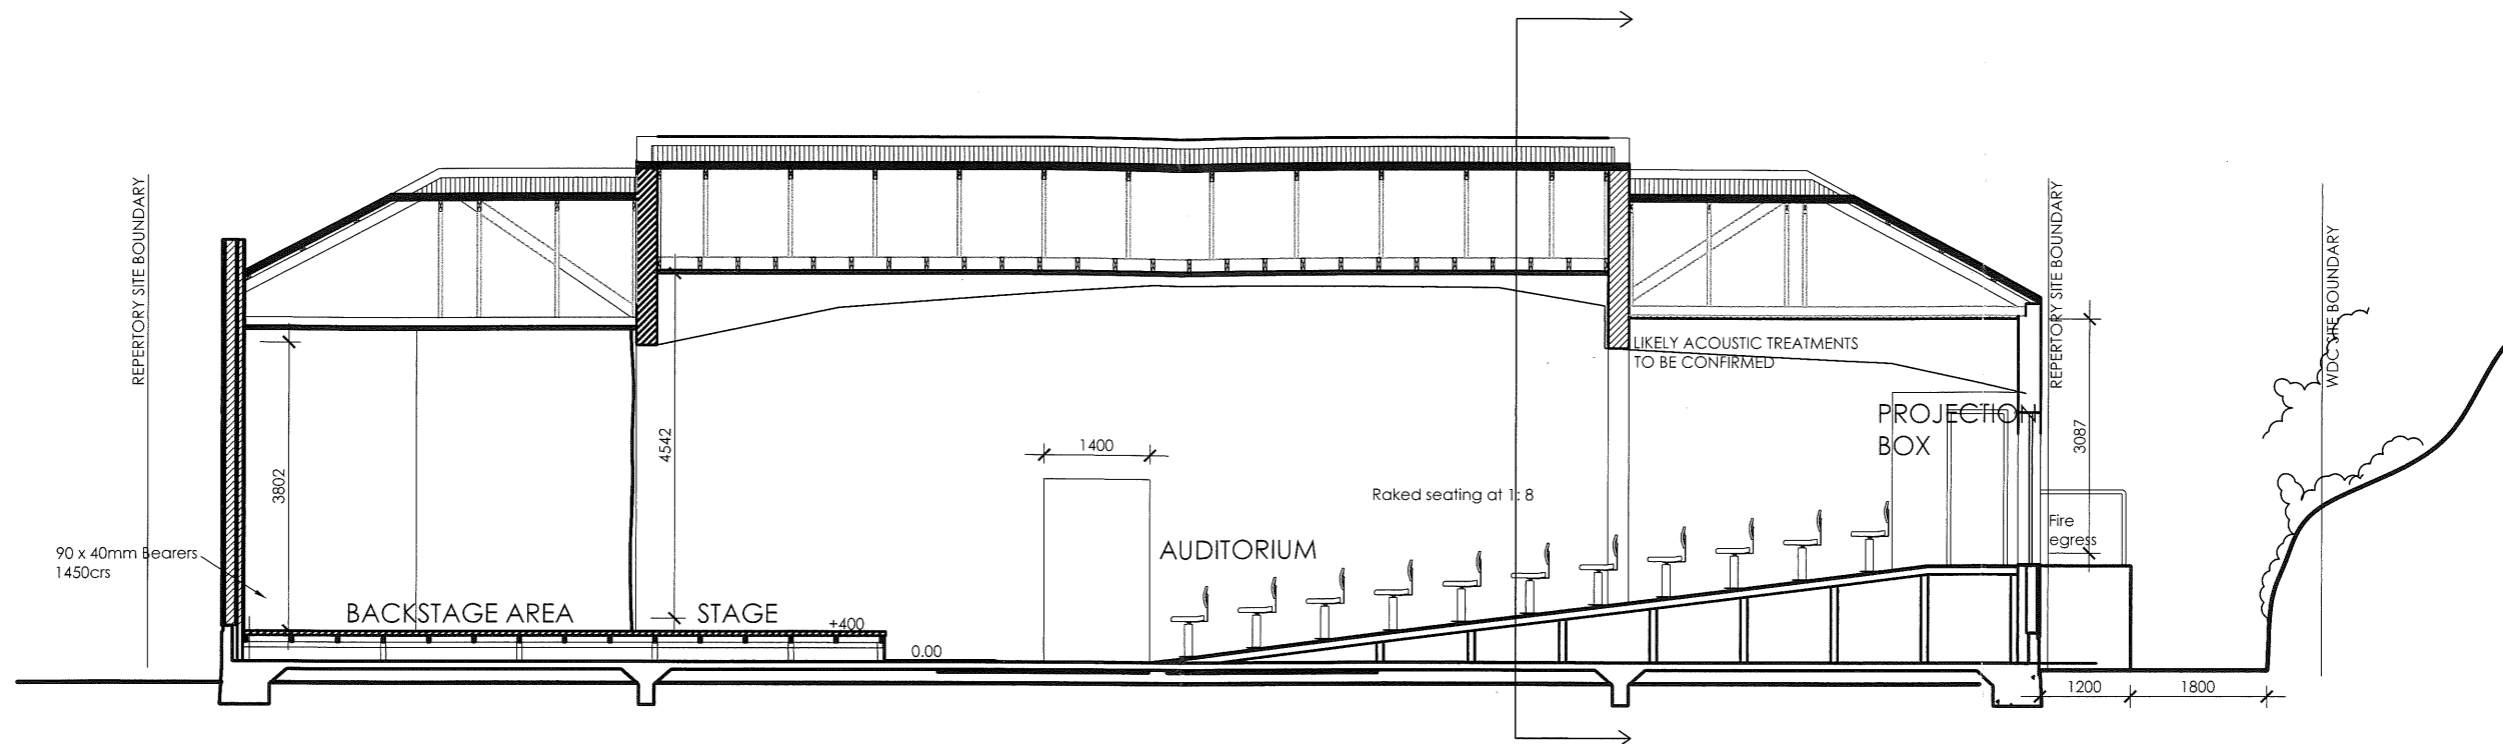 REPERTORY SITE BOUNDARY
REPERTORY SITE BOUNDARY
WDC SITE BOUNDARY
LIKELY ACOUSTIC TREATMENTS
TO BE CONFIRMED
PROJECTION
BOX
3802
4542
1400
3087
Raked seating at 1: 8
AUDITORIUM
Fire
egress
90 x 40mm Bearers
1450crs
BACKSTAGE AREA
STAGE
+400
0.00
1200
1800